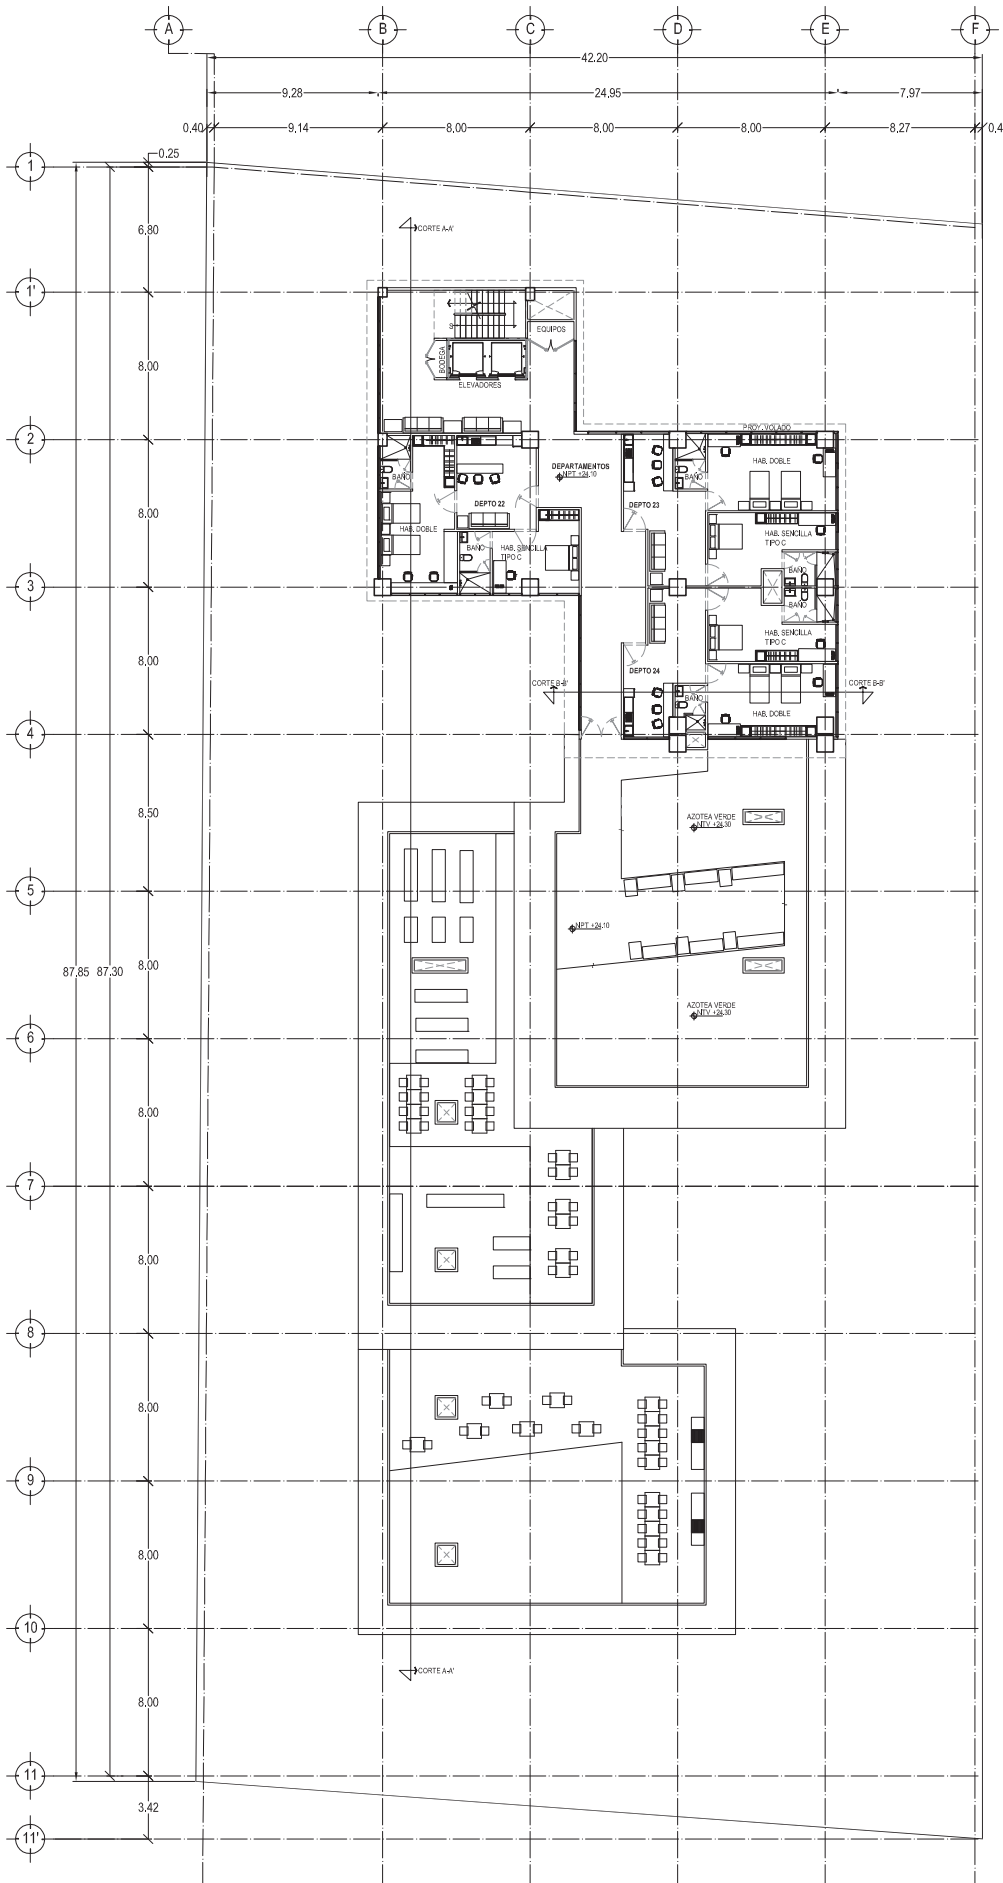 A B C D E F
42.20
9.28 24.95 7.97
0.40 9.14 8.00 8.00 8.00 8.27 0.4
1 0.25
6.80
CORTE A-A'
1'
S
EQUIPOS
8.00
BODEGA
ELEVADORES
2
PROY. VOLADO
HAB. DOBLE
DEPARTAMENTOS
NPT +24.10
BAÑO
BAÑO
8.00
DEPTO 22
DEPTO 23
HAB. DOBLE
HAB. SENCILLA
TIPO C
BAÑO
HAB. SENCILLA
TIPO C
BAÑO
3
BAÑO
HAB. SENCILLA
TIPO C
8.00
DEPTO 24
CORTE B-B'
CORTE B-B'
BAÑO
HAB. DOBLE
4
8.50
AZOTEA VERDE
NTV +24.30
5
NPT +24.10
87.85 87.30 8.00
AZOTEA VERDE
NTV +24.30
6
8.00
7
8.00
8
8.00
9
8.00
10
CORTE A-A'
8.00
11
3.42
11'